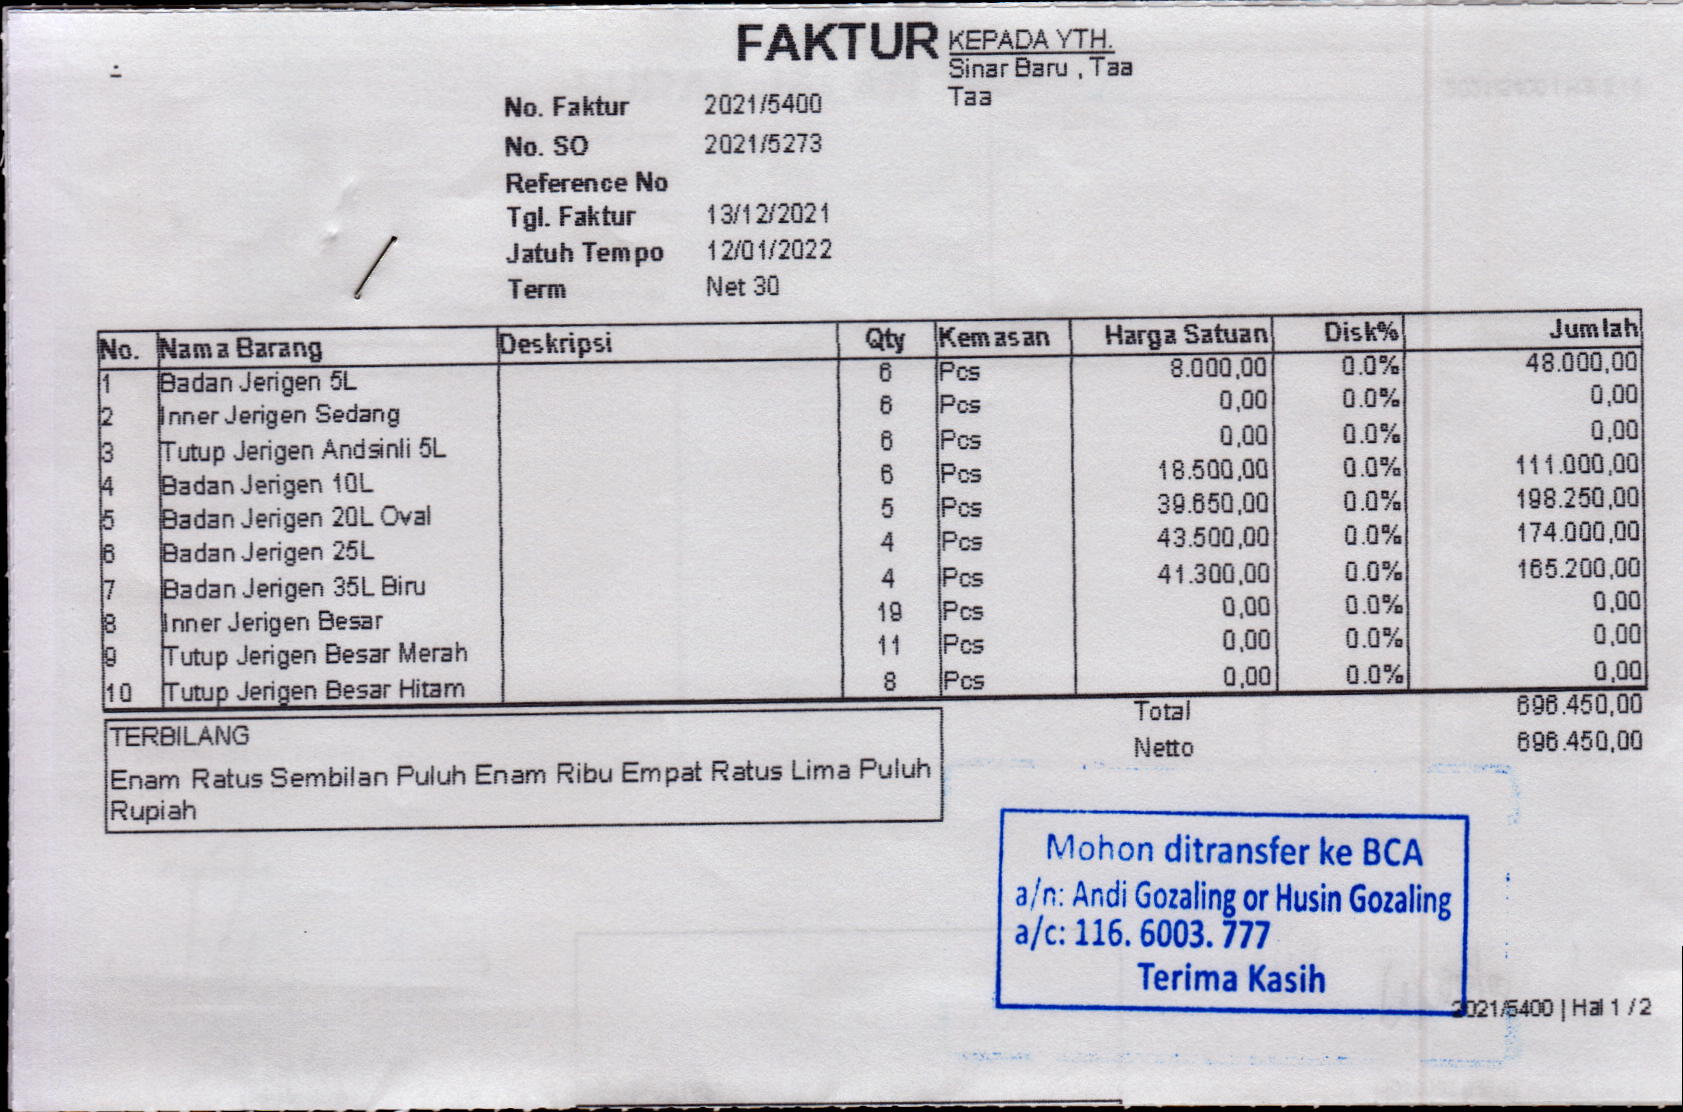 FAKTUR
KEPADA YTH.
Sinar Baru , Taa
Taa
No. Faktur 2021/5400
No. SO 2021/5273
Reference No
Tgl. Faktur 13/12/2021
Jatuh Tempo 12/01/2022
Term Net 30
No. Nama Barang Deskripsi Qty Kemasan Harga Satuan Disk% Jumlah
1 Badan Jerigen 5L 6 Pcs 8.000,00 0.0% 48.000,00
2 Inner Jerigen Sedang 6 Pcs 0,00 0.0% 0,00
3 Tutup Jerigen Andsinli 5L 6 Pcs 0,00 0.0% 0,00
4 Badan Jerigen 10L 6 Pcs 18.500,00 0.0% 111.000,00
5 Badan Jerigen 20L Oval 5 Pcs 39.650,00 0.0% 198.250,00
6 Badan Jerigen 25L 4 Pcs 43.500,00 0.0% 174.000,00
7 Badan Jerigen 35L Biru 4 Pcs 41.300,00 0.0% 165.200,00
8 Inner Jerigen Besar 19 Pcs 0,00 0.0% 0,00
9 Tutup Jerigen Besar Merah 11 Pcs 0,00 0.0% 0,00
10 Tutup Jerigen Besar Hitam 8 Pcs 0,00 0.0% 0,00
Total 696.450,00
Netto 696.450,00
TERBILANG
Enam Ratus Sembilan Puluh Enam Ribu Empat Ratus Lima Puluh
Rupiah
Mohon ditransfer ke BCA
a/n: Andi Gozaling or Husin Gozaling
a/c: 116. 6003. 777
Terima Kasih
2021/5400 | Hal 1 / 2